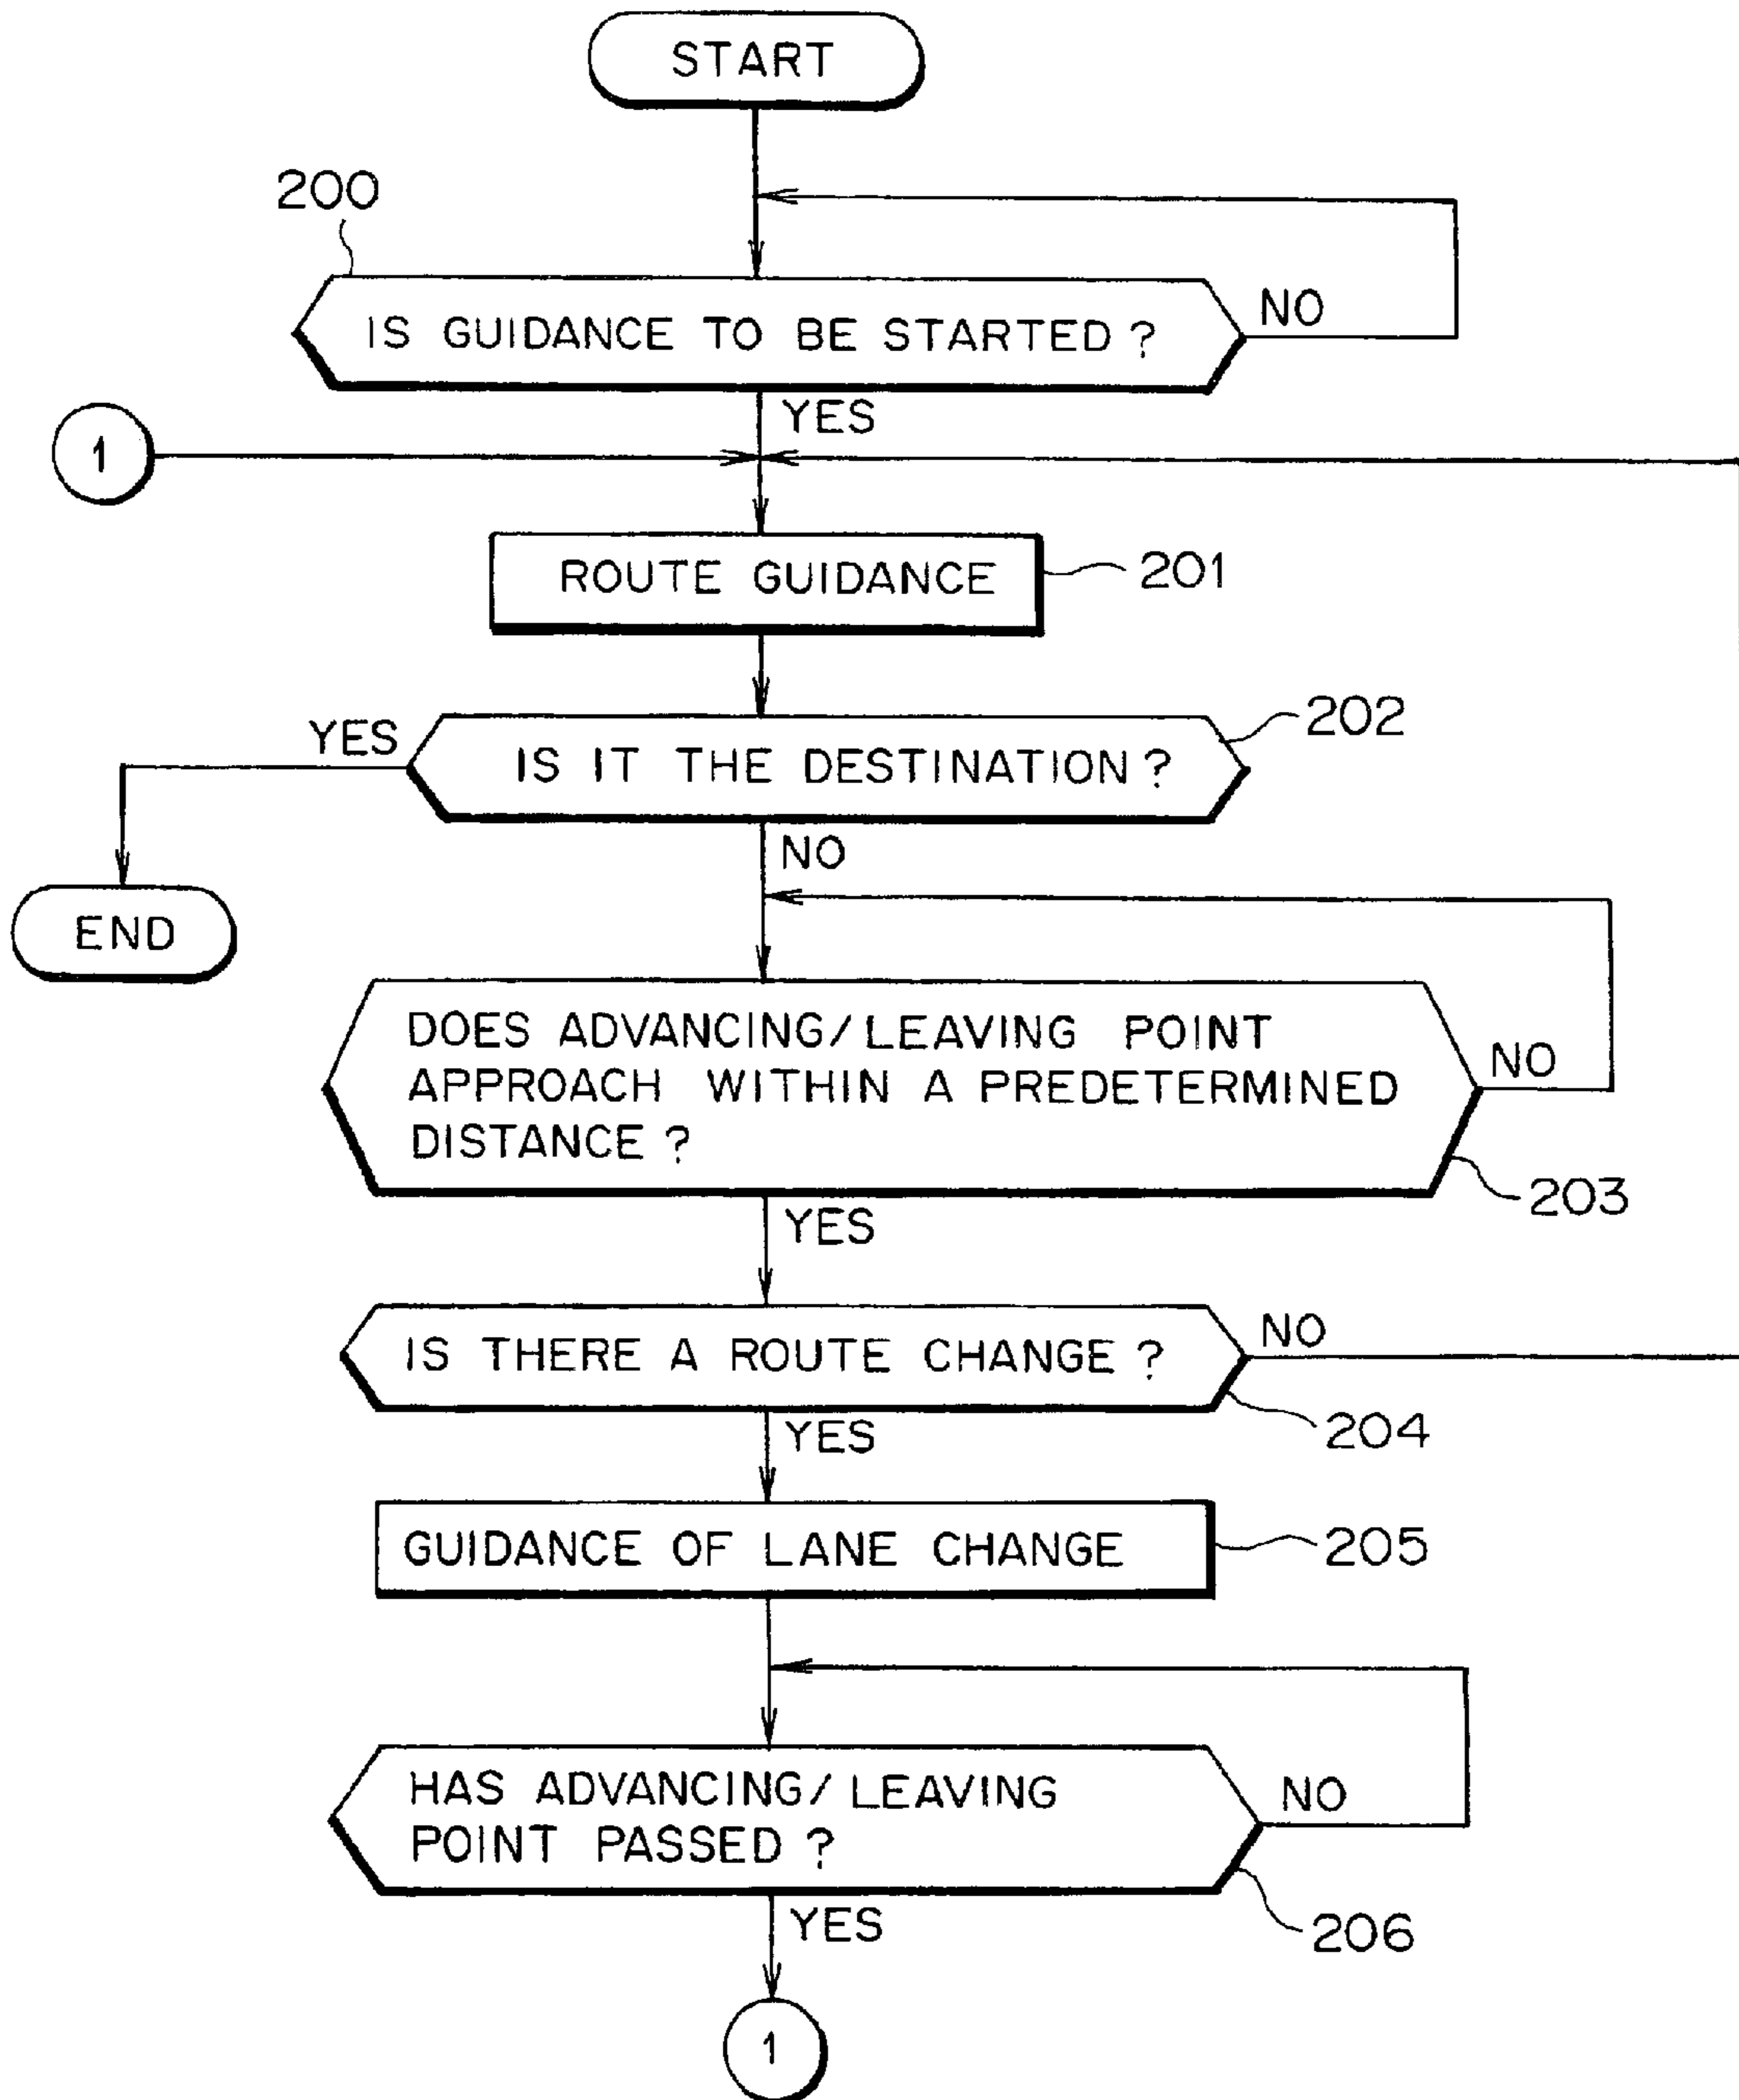 START
200
IS GUIDANCE TO BE STARTED ?
NO
YES
1
ROUTE GUIDANCE
201
202
YES
IS IT THE DESTINATION ?
NO
END
DOES ADVANCING/LEAVING POINT
APPROACH WITHIN A PREDETERMINED
DISTANCE ?
NO
203
YES
IS THERE A ROUTE CHANGE ?
NO
204
YES
GUIDANCE OF LANE CHANGE
205
HAS ADVANCING/LEAVING
POINT PASSED ?
NO
206
YES
1